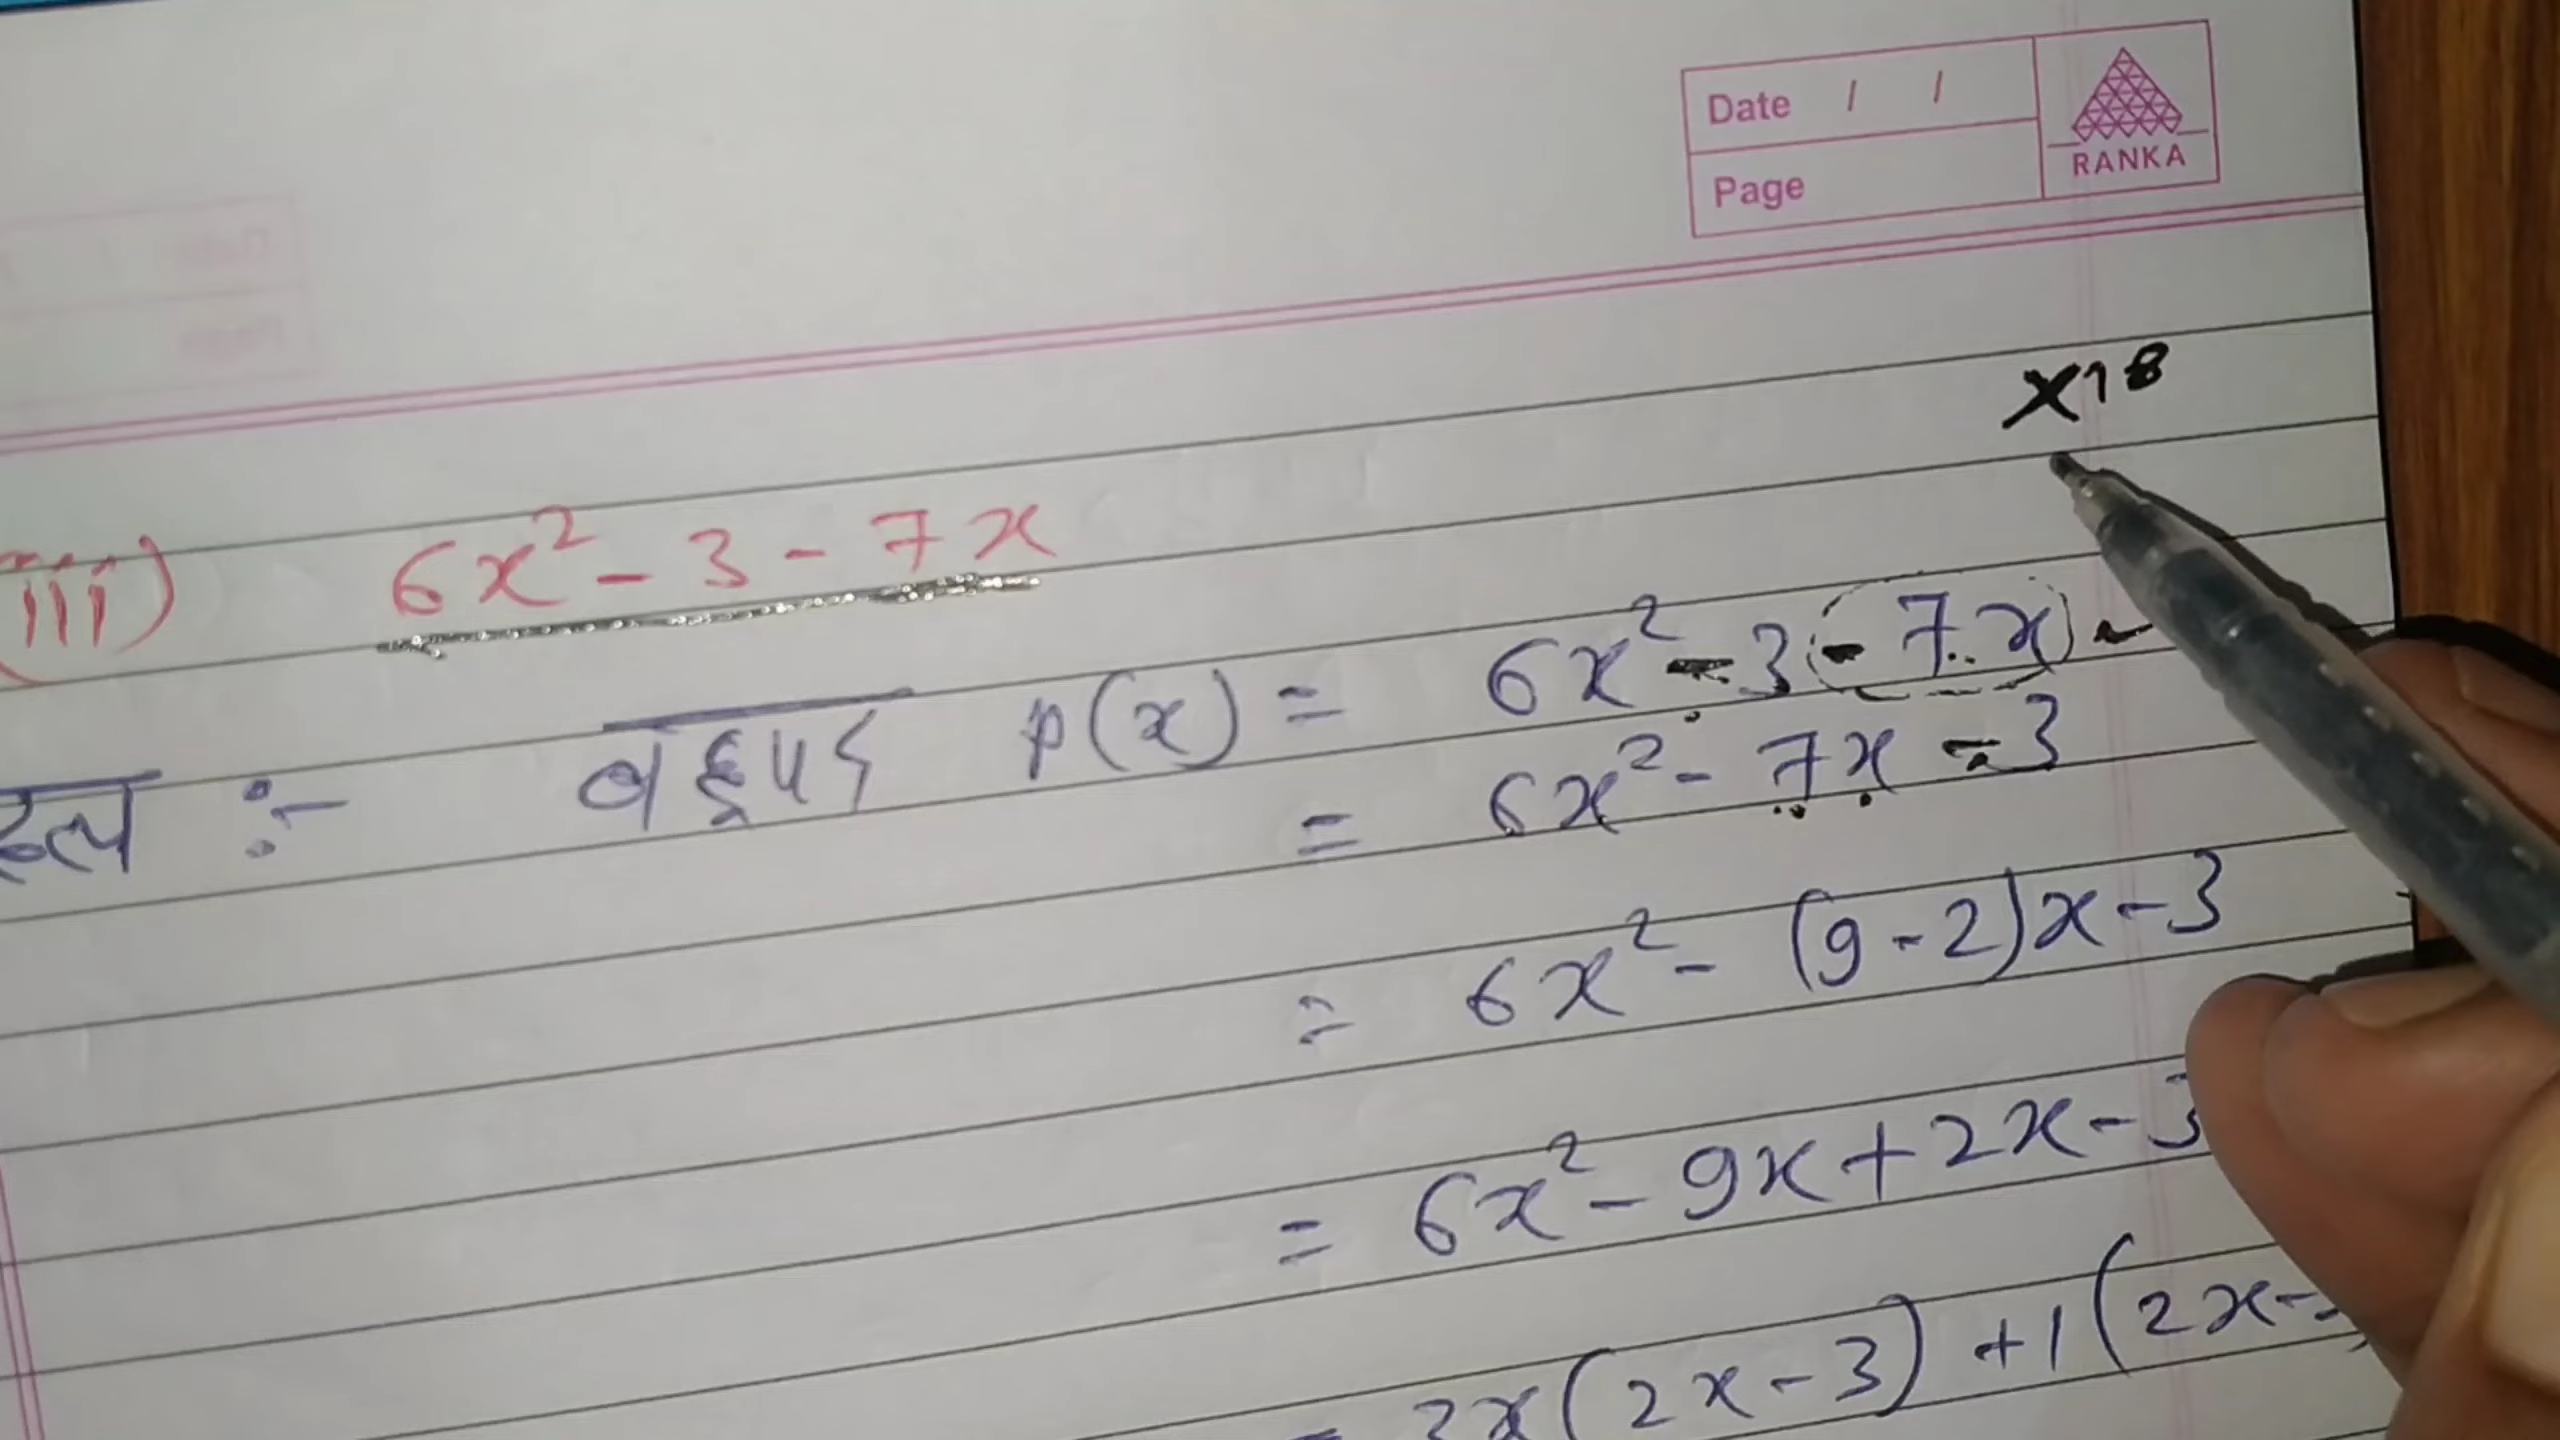 Date / /
Page
RANKA
x 18
(iii) 6x² - 3 - 7x
हल :- बहुपद p(x) = 6x² - 3 - 7x -
= 6x² - 7x - 3
= 6x² - (9 - 2)x - 3
= 6x² - 9x + 2x - 3
= 3x(2x - 3) + 1(2x -